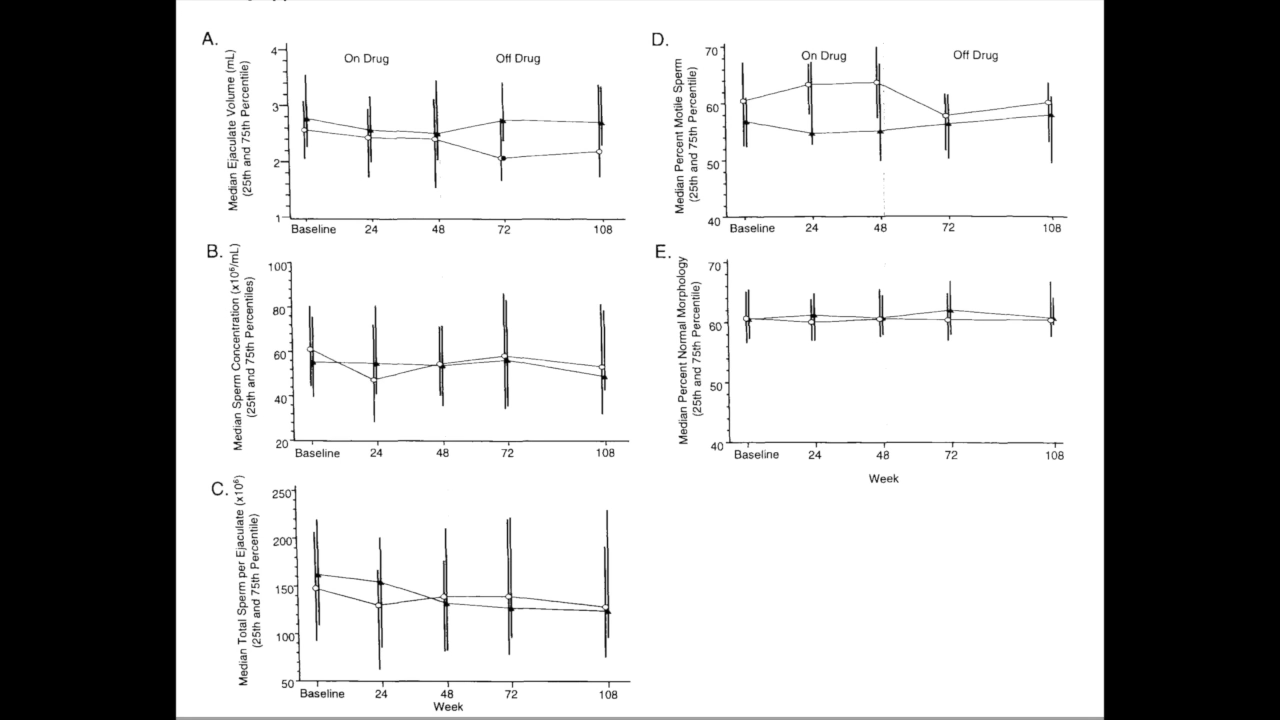 A.
Median Ejaculate Volume (mL)
(25th and 75th Percentile)
4
3
2
1
On Drug
Off Drug
Baseline
24
48
72
108
B.
Median Sperm Concentration (x10⁶/mL)
(25th and 75th Percentiles)
100
80
60
40
20
Baseline
24
48
72
108
C.
Median Total Sperm per Ejaculate (x10⁶)
(25th and 75th Percentile)
250
200
150
100
50
Baseline
24
48
72
108
Week
D.
Median Percent Motile Sperm
(25th and 75th Percentile)
70
60
50
40
On Drug
Off Drug
Baseline
24
48
72
108
E.
Median Percent Normal Morphology
(25th and 75th Percentile)
70
60
50
40
Baseline
24
48
72
108
Week